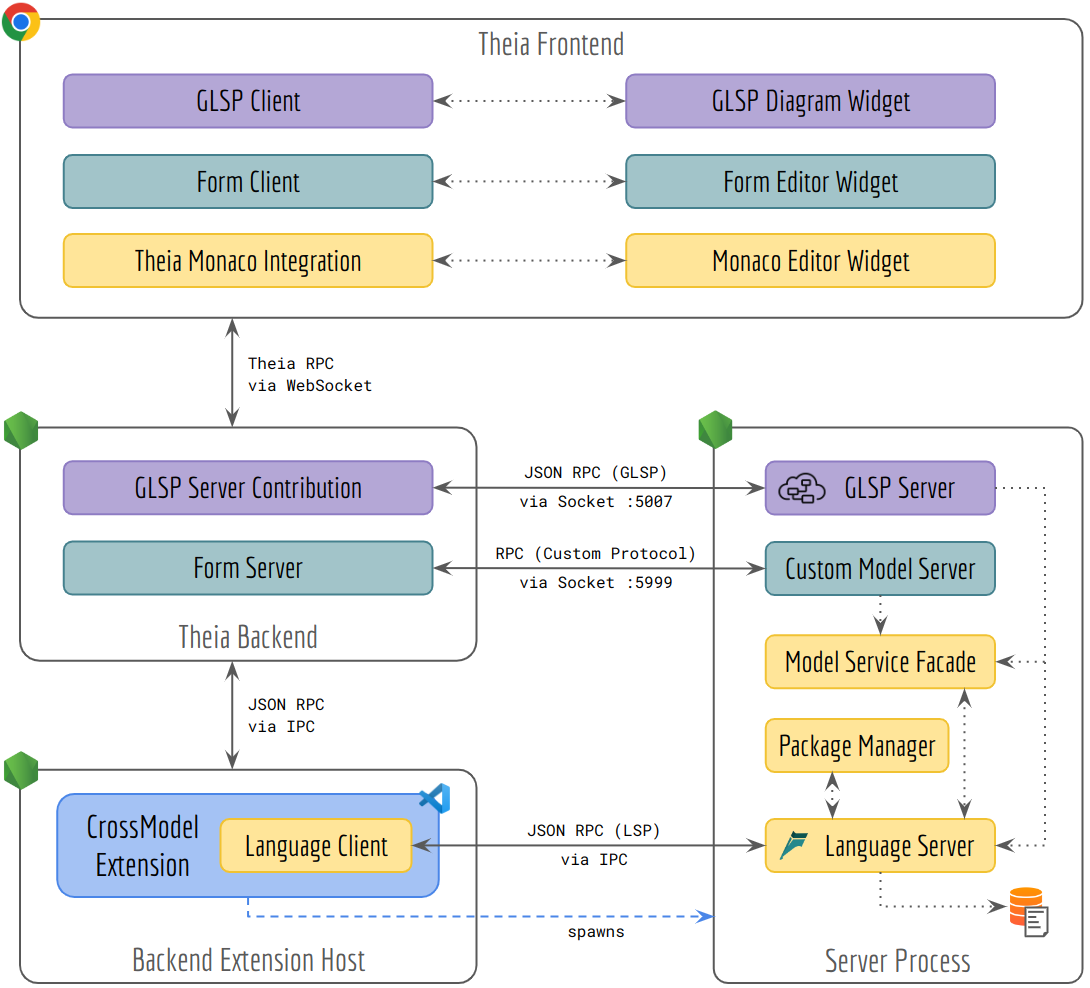 Theia Frontend
GLSP Client
GLSP Diagram Widget
Form Client
Form Editor Widget
Theia Monaco Integration
Monaco Editor Widget
Theia RPC
via WebSocket
GLSP Server Contribution
JSON RPC (GLSP)
via Socket :5007
GLSP Server
Form Server
RPC (Custom Protocol)
via Socket :5999
Custom Model Server
Theia Backend
Model Service Facade
JSON RPC
via IPC
Package Manager
CrossModel
Extension
Language Client
JSON RPC (LSP)
via IPC
Language Server
spawns
Backend Extension Host
Server Process